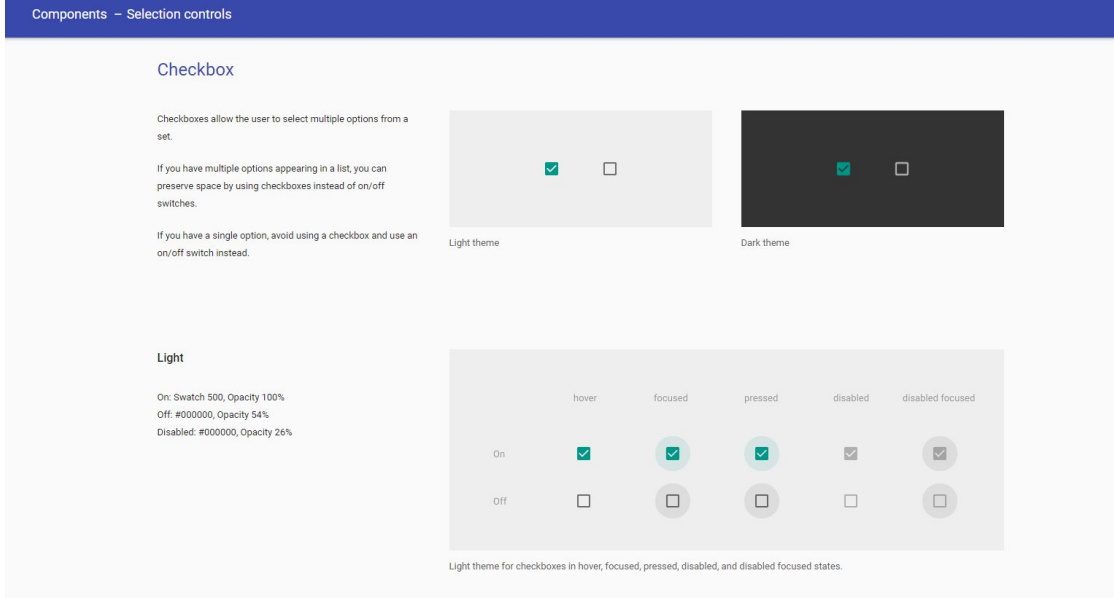 Components – Selection controls
Checkbox
Checkboxes allow the user to select multiple options from a
set.
If you have multiple options appearing in a list, you can
preserve space by using checkboxes instead of on/off
switches.
If you have a single option, avoid using a checkbox and use an
on/off switch instead.
Light theme
Dark theme
Light
On: Swatch 500, Opacity 100%
Off: #000000, Opacity 54%
Disabled: #000000, Opacity 26%
hover focused pressed disabled disabled focused
On
Off
Light theme for checkboxes in hover, focused, pressed, disabled, and disabled focused states.